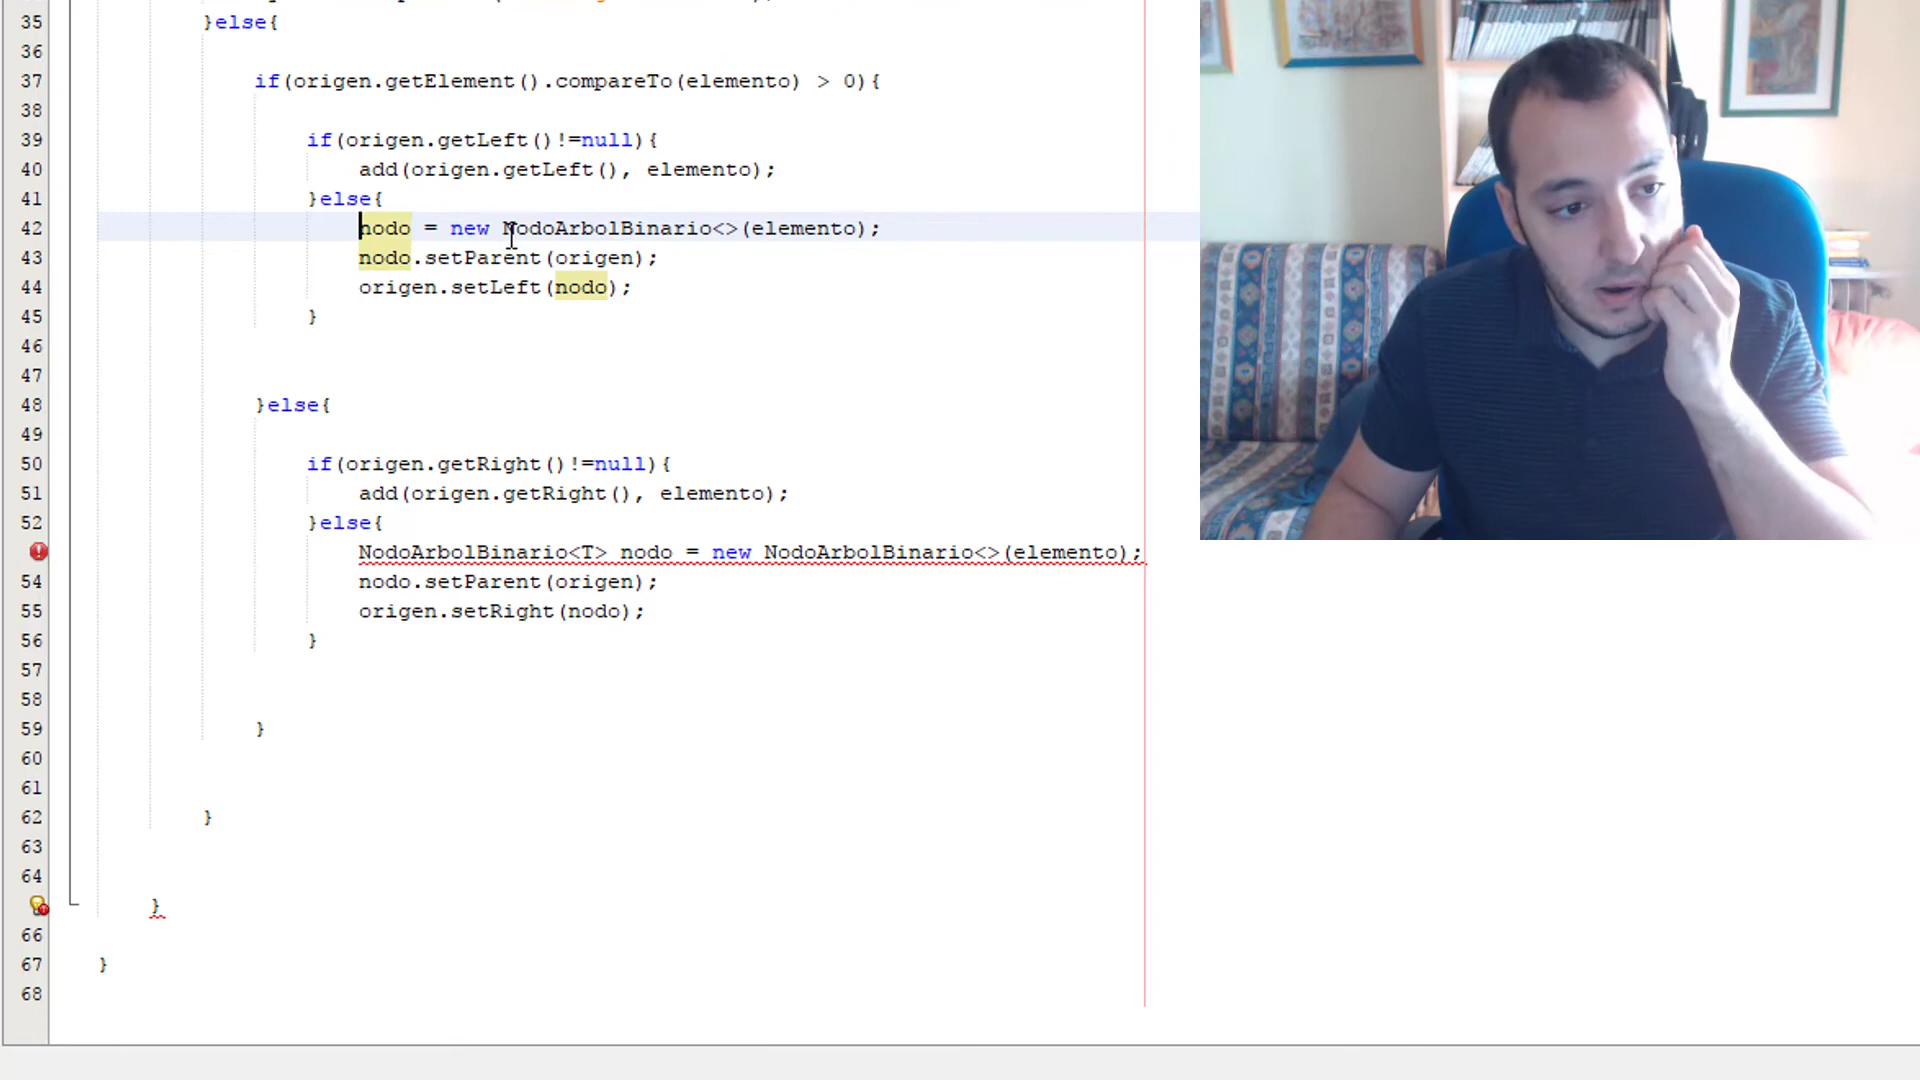 35 }else{
36
37 if(origen.getElement().compareTo(elemento) > 0){
38
39 if(origen.getLeft()!=null){
40 add(origen.getLeft(), elemento);
41 }else{
42 nodo = new NodoArbolBinario<>(elemento);
43 nodo.setParent(origen);
44 origen.setLeft(nodo);
45 }
46
47
48 }else{
49
50 if(origen.getRight()!=null){
51 add(origen.getRight(), elemento);
52 }else{
NodoArbolBinario<T> nodo = new NodoArbolBinario<>(elemento);
54 nodo.setParent(origen);
55 origen.setRight(nodo);
56 }
57
58
59 }
60
61
62 }
63
64
}
66
67 }
68